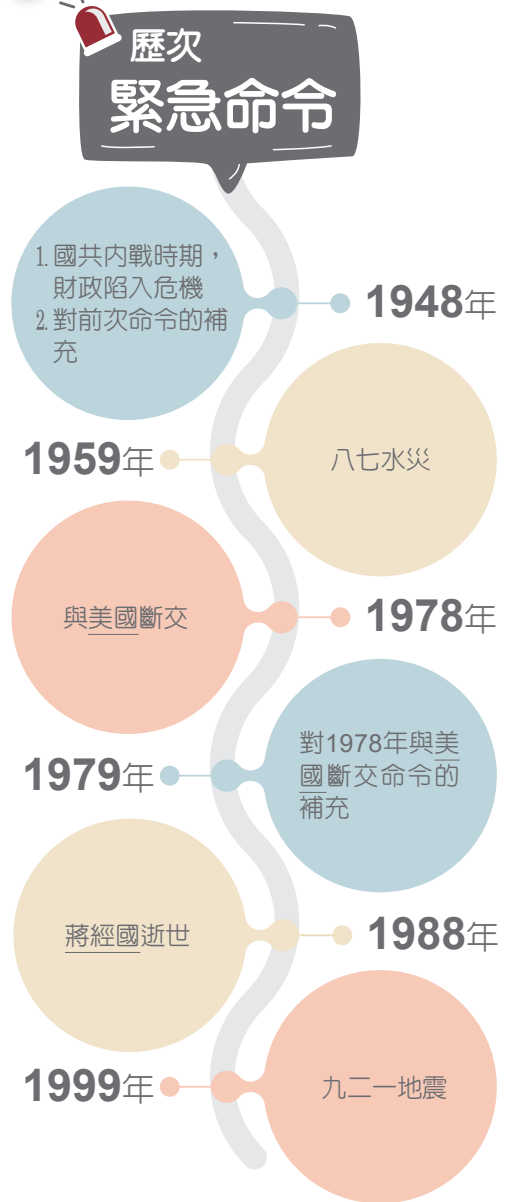 歷次
緊急命令
1. 國共內戰時期，
財政陷入危機
2. 對前次命令的補
充
1948年
1959年
八七水災
與美國斷交
1978年
1979年
對1978年與美
國斷交命令的
補充
蔣經國逝世
1988年
1999年
九二一地震